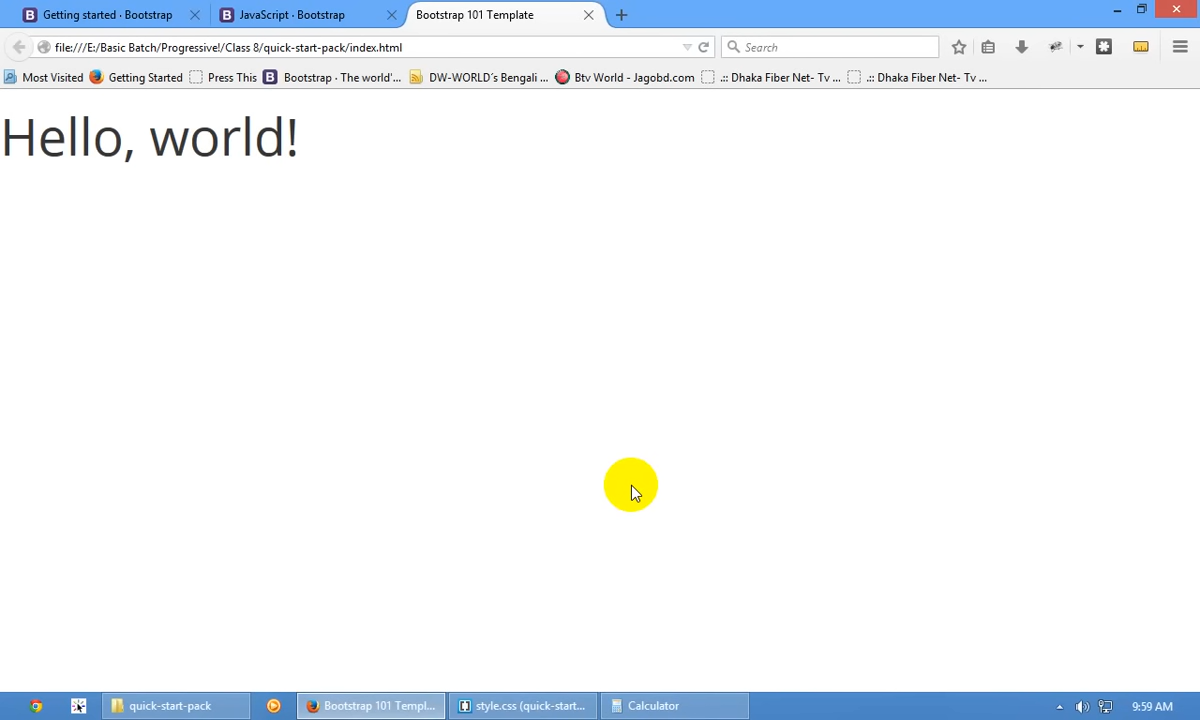 Getting started · Bootstrap
JavaScript · Bootstrap
Bootstrap 101 Template
file:///E:/Basic Batch/Progressive!/Class 8/quick-start-pack/index.html
Search
Most Visited
Getting Started
Press This
Bootstrap · The world'...
DW-WORLD´s Bengali ...
Btv World - Jagobd.com
.:: Dhaka Fiber Net- Tv ...
.:: Dhaka Fiber Net- Tv ...
Hello, world!
quick-start-pack
Bootstrap 101 Templ...
style.css (quick-start...
Calculator
9:59 AM